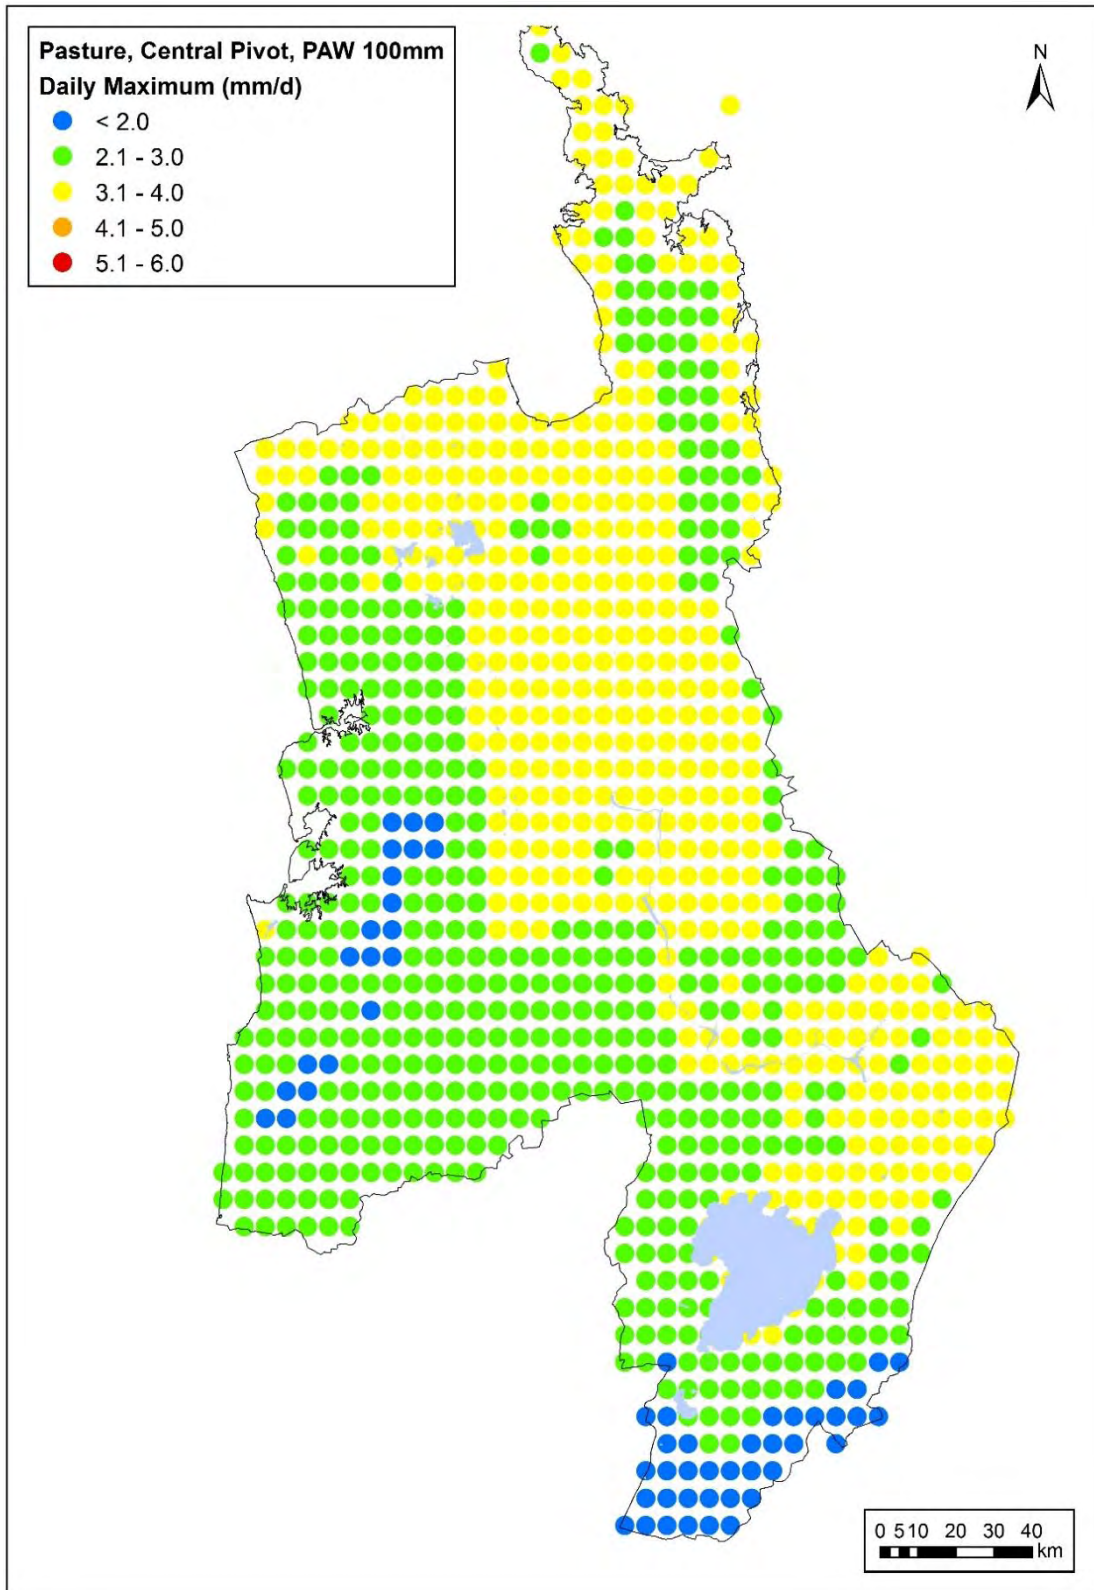 Pasture, Central Pivot, PAW 100mm
Daily Maximum (mm/d)
< 2.0
2.1 - 3.0
3.1 - 4.0
4.1 - 5.0
5.1 - 6.0
N
0 5 10 20 30 40
km